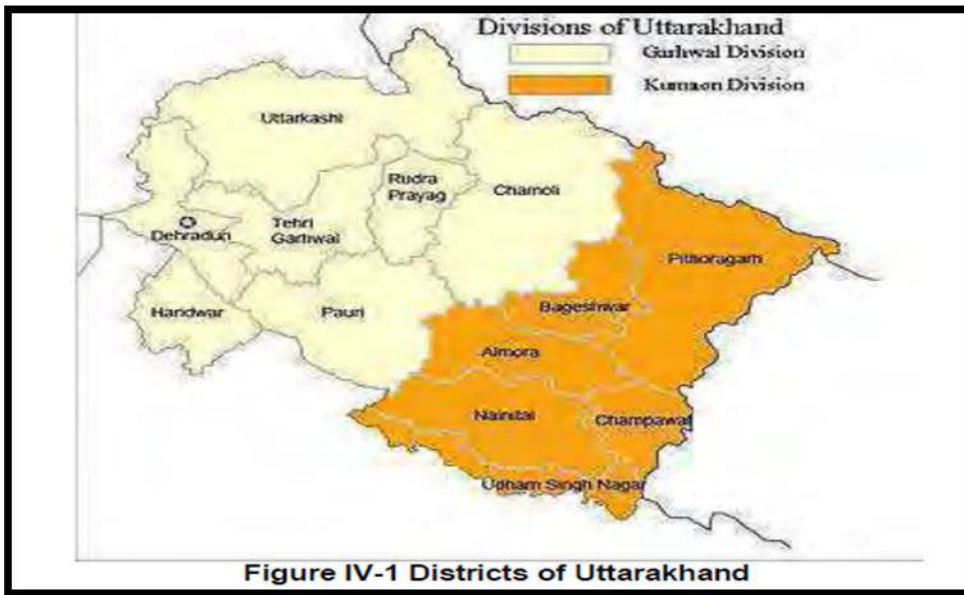 Divisions of Uttarakhand
Garhwal Division
Kumaon Division
Uttarkashi
Rudra
Prayag
Chamoli
Dehradun
Tehri
Garhwal
Pithoragarh
Haridwar
Pauri
Bageshwar
Almora
Nainital
Champawat
Udham Singh Nagar
Figure IV-1 Districts of Uttarakhand